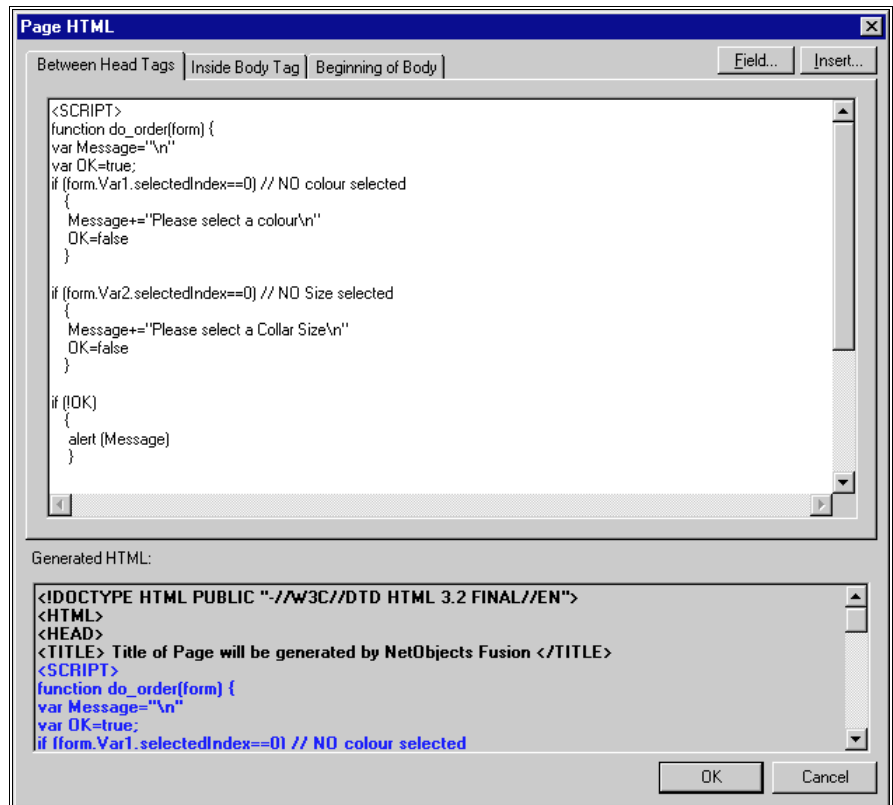 Page HTML
Between Head Tags
Inside Body Tag
Beginning of Body
Field...
Insert...
<SCRIPT>
function do_order(form) {
var Message="\n"
var OK=true;
if (form.Var1.selectedIndex==0) // NO colour selected
{
Message+="Please select a colour\n"
OK=false
}
if (form.Var2.selectedIndex==0) // NO Size selected
{
Message+="Please select a Collar Size\n"
OK=false
}
if (!OK)
{
alert (Message)
}
Generated HTML:
<!DOCTYPE HTML PUBLIC "-//W3C//DTD HTML 3.2 FINAL//EN">
<HTML>
<HEAD>
<TITLE> Title of Page will be generated by NetObjects Fusion </TITLE>
<SCRIPT>
function do_order(form) {
var Message="\n"
var OK=true;
if (form.Var1.selectedIndex==0) // NO colour selected
OK
Cancel